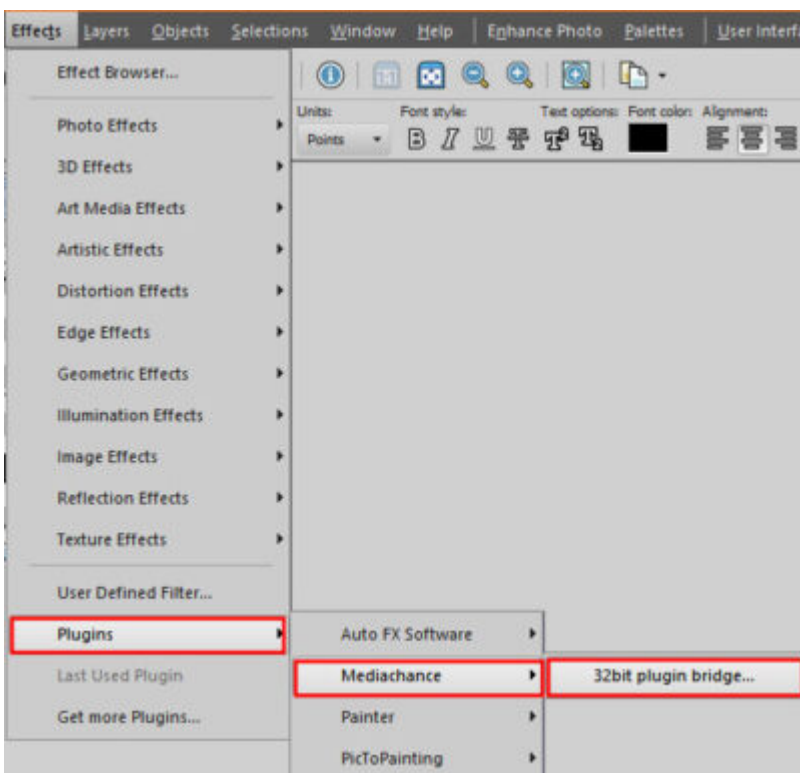 Effects Layers Objects Selections Window Help Enhance Photo Palettes User Interfa
Effect Browser...
Units: Font style: Text options: Font color: Alignment:
Points
Photo Effects
3D Effects
Art Media Effects
Artistic Effects
Distortion Effects
Edge Effects
Geometric Effects
Illumination Effects
Image Effects
Reflection Effects
Texture Effects
User Defined Filter...
Plugins
Auto FX Software
Last Used Plugin
Mediachance
32bit plugin bridge...
Get more Plugins...
Painter
PicToPainting